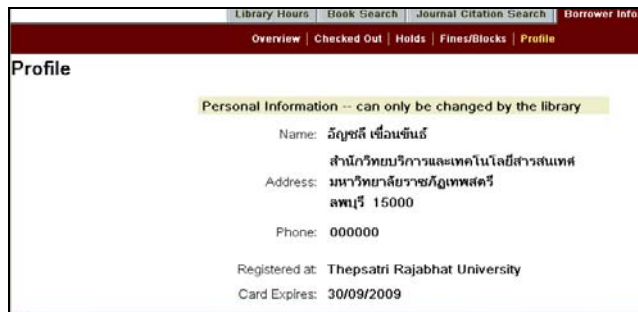 Library Hours | Book Search | Journal Citation Search | Borrower Info
Overview | Checked Out | Holds | Fines/Blocks | Profile
Profile
Personal Information -- can only be changed by the library
Name: อัญชลี เขื่อนขันธ์
สำนักวิทยบริการและเทคโนโลยีสารสนเทศ
Address: มหาวิทยาลัยราชภัฏเทพสตรี
ลพบุรี 15000
Phone: 000000
Registered at: Thepsatri Rajabhat University
Card Expires: 30/09/2009